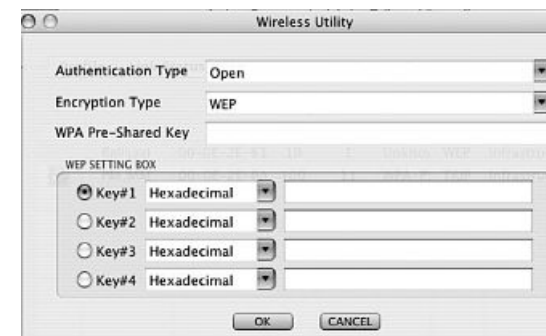 Wireless Utility
Authentication Type Open
Encryption Type WEP
WPA Pre-Shared Key
WEP SETTING BOX
Key#1 Hexadecimal
Key#2 Hexadecimal
Key#3 Hexadecimal
Key#4 Hexadecimal
OK CANCEL